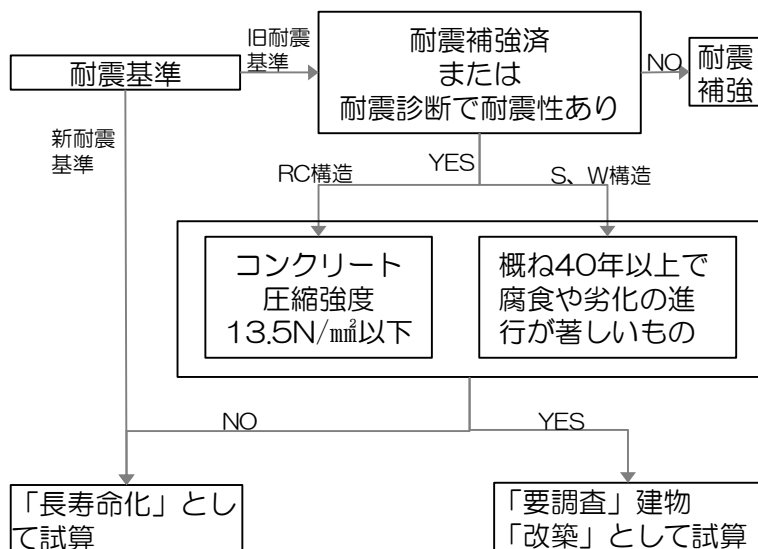 旧耐震
基準
耐震基準
耐震補強済
または
耐震診断で耐震性あり
NO
耐震
補強
新耐震
基準
YES
RC構造
S、W構造
コンクリート
圧縮強度
13.5N/㎟以下
概ね40年以上で
腐食や劣化の進
行が著しいもの
NO
YES
「長寿命化」とし
て試算
「要調査」建物
「改築」として試算